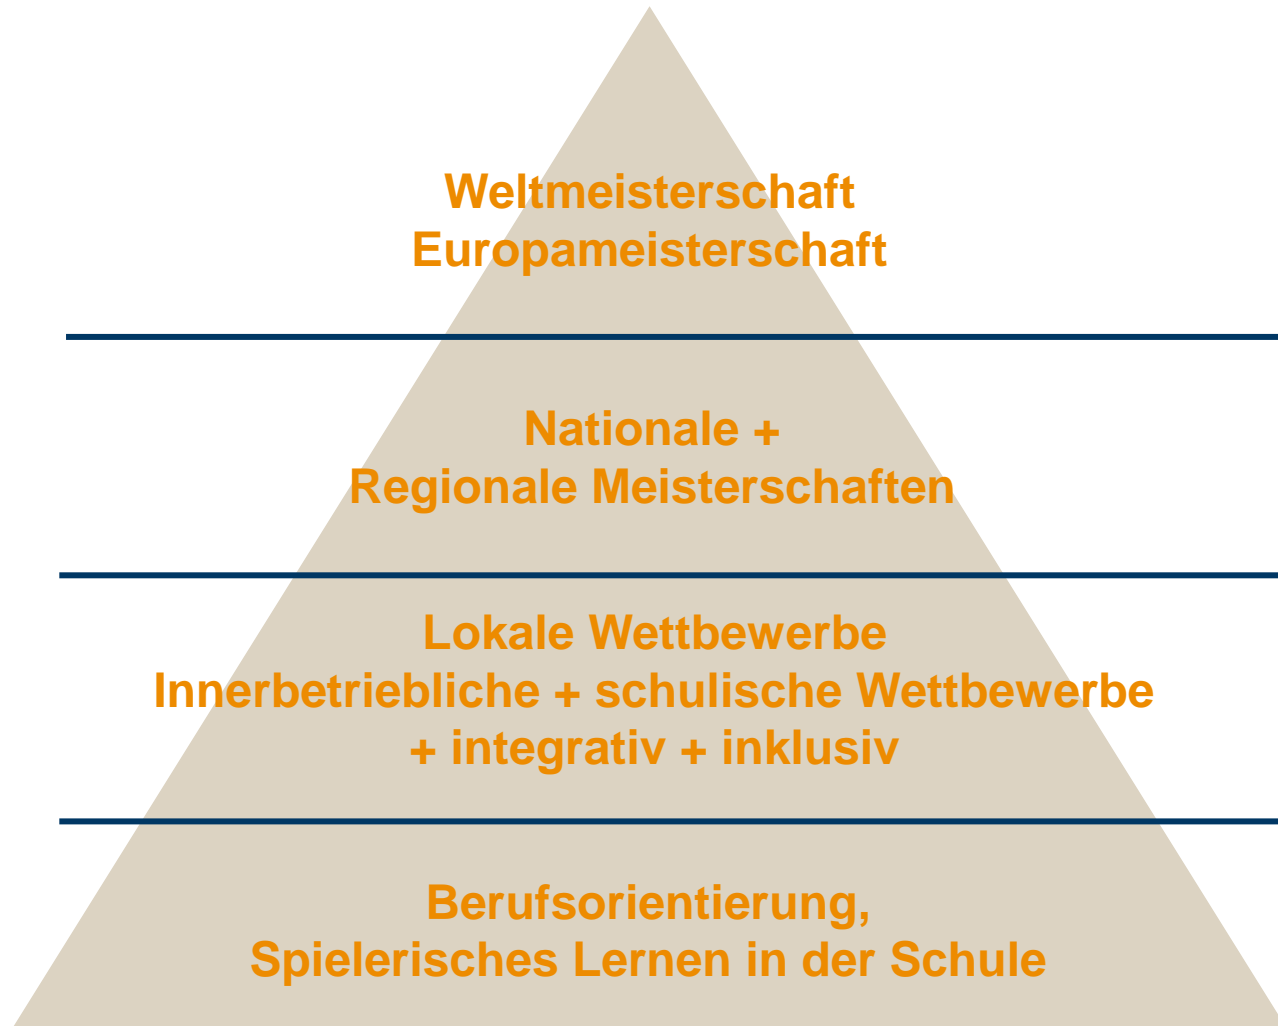 Weltmeisterschaft
Europameisterschaft
Nationale +
Regionale Meisterschaften
Lokale Wettbewerbe
Innerbetriebliche + schulische Wettbewerbe
+ integrativ + inklusiv
Berufsorientierung,
Spielerisches Lernen in der Schule